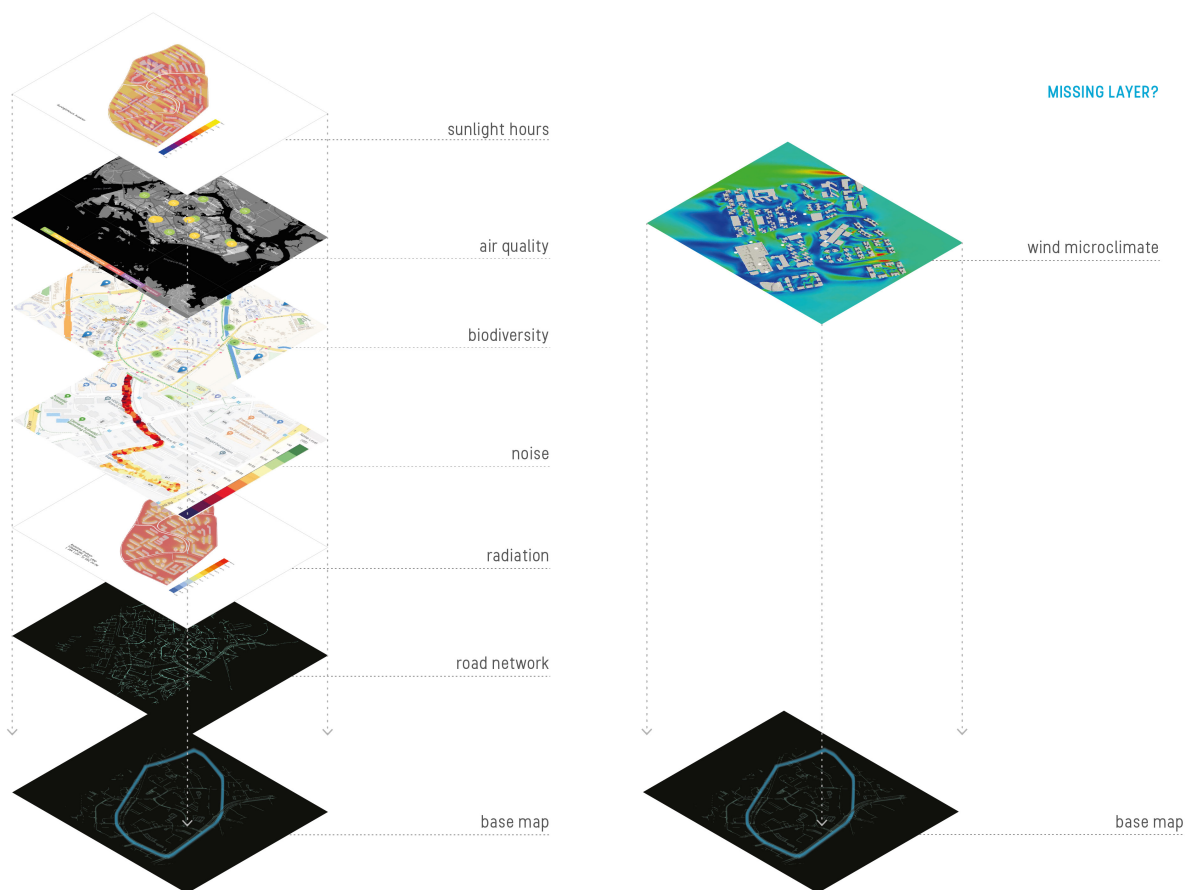 sunlight hours
air quality
biodiversity
noise
radiation
road network
base map
MISSING LAYER?
wind microclimate
base map